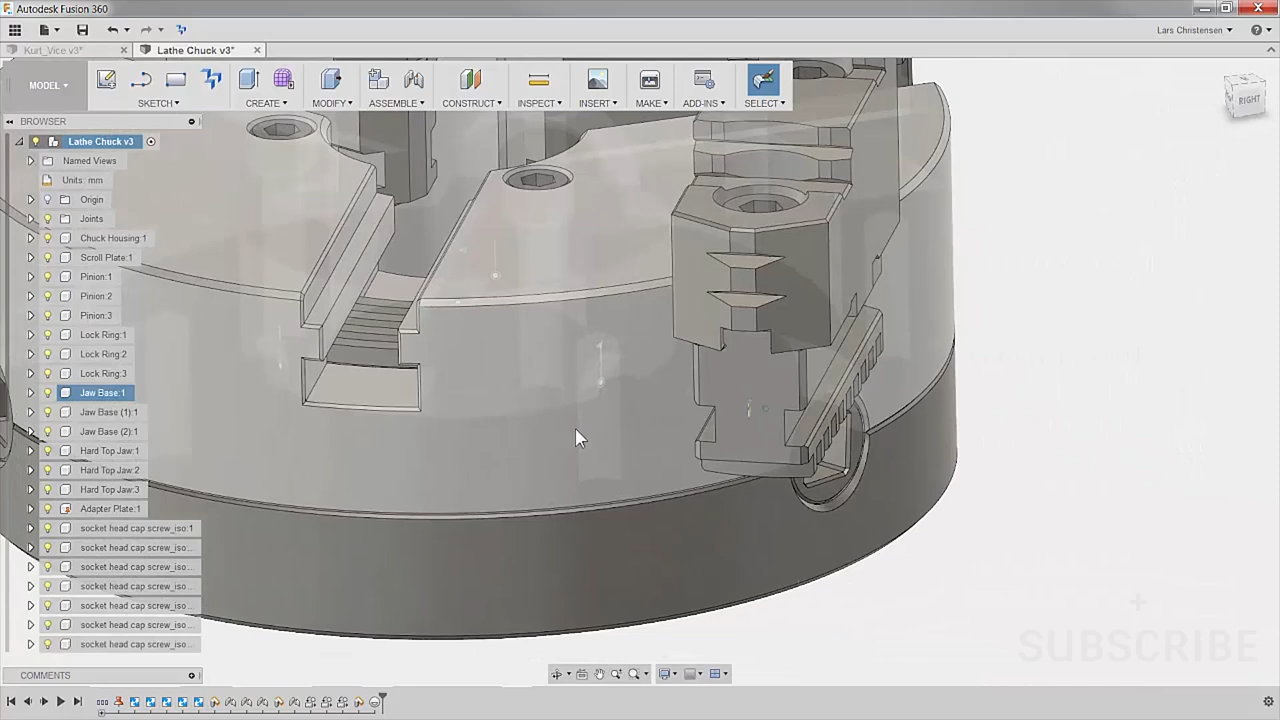 Autodesk Fusion 360
Lars Christensen
Kurt_Vice v3*
Lathe Chuck v3*
MODEL
SKETCH
CREATE
MODIFY
ASSEMBLE
CONSTRUCT
INSPECT
INSERT
MAKE
ADD-INS
SELECT
RIGHT
BROWSER
Lathe Chuck v3
Named Views
Units: mm
Origin
Joints
Chuck Housing:1
Scroll Plate:1
Pinion:1
Pinion:2
Pinion:3
Lock Ring:1
Lock Ring:2
Lock Ring:3
Jaw Base:1
Jaw Base (1):1
Jaw Base (2):1
Hard Top Jaw:1
Hard Top Jaw:2
Hard Top Jaw:3
Adapter Plate:1
socket head cap screw_iso:1
socket head cap screw_iso...
socket head cap screw_iso...
socket head cap screw_iso...
socket head cap screw_iso...
socket head cap screw_iso...
socket head cap screw_iso...
SUBSCRIBE
COMMENTS